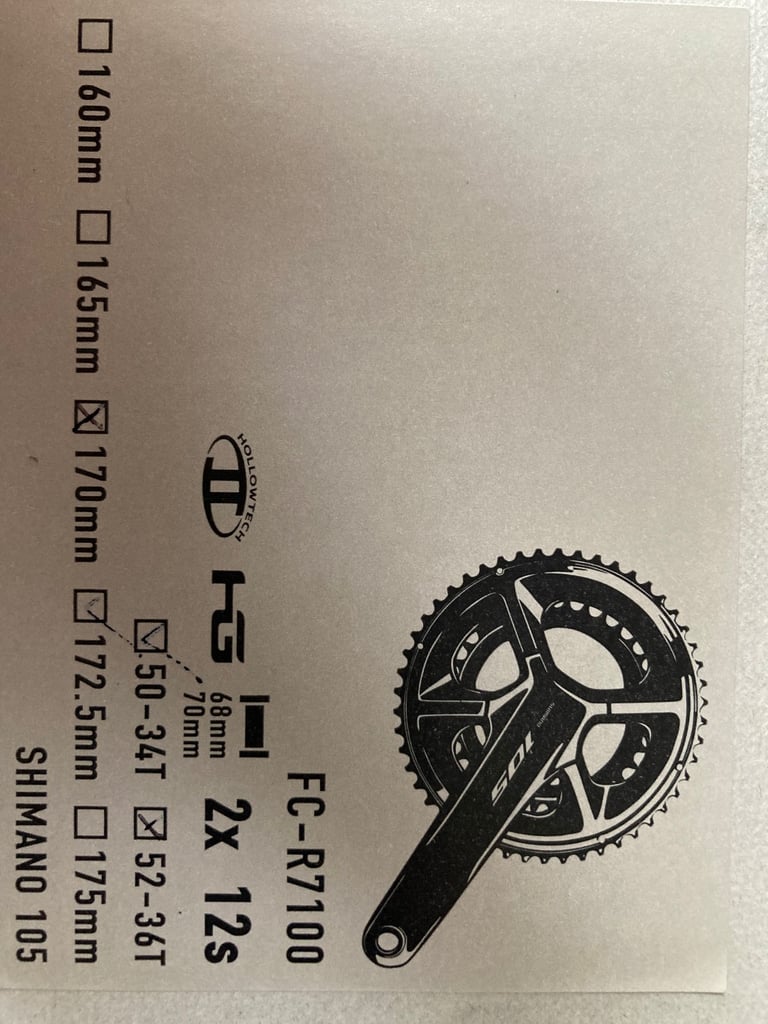 105
SHIMANO
FC-R7100
HOLLOWTECH
II
HG
68mm
70mm
2x 12s
☑ 50-34T ☒ 52-36T
☐ 160mm ☐ 165mm ☒ 170mm ☑ 172.5mm ☐ 175mm
SHIMANO 105